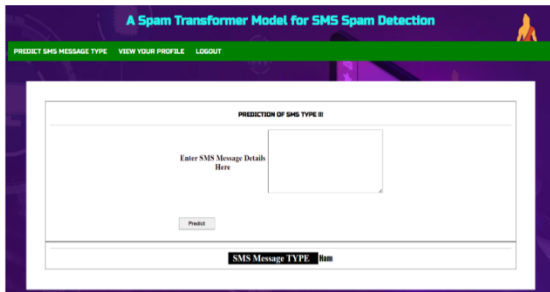 A Spam Transformer Model for SMS Spam Detection
PREDICT SMS MESSAGE TYPE VIEW YOUR PROFILE LOGOUT
PREDICTION OF SMS TYPE !!!
Enter SMS Message Details
Here
Predict
SMS Message TYPE Ham